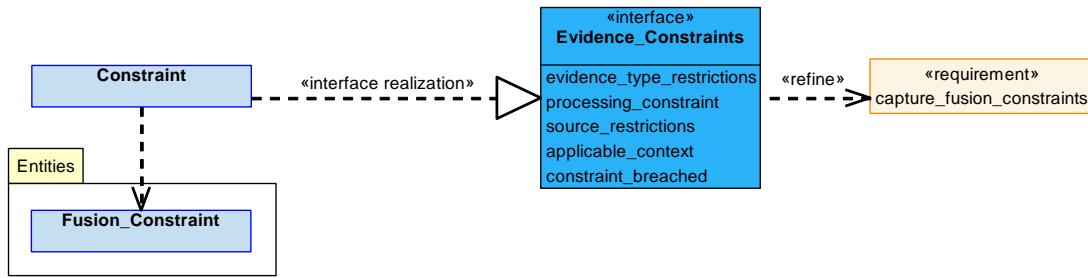 «interface»
Evidence_Constraints
Constraint
«interface realization»
evidence_type_restrictions
processing_constraint
source_restrictions
applicable_context
constraint_breached
«refine»
«requirement»
capture_fusion_constraints
Entities
Fusion_Constraint